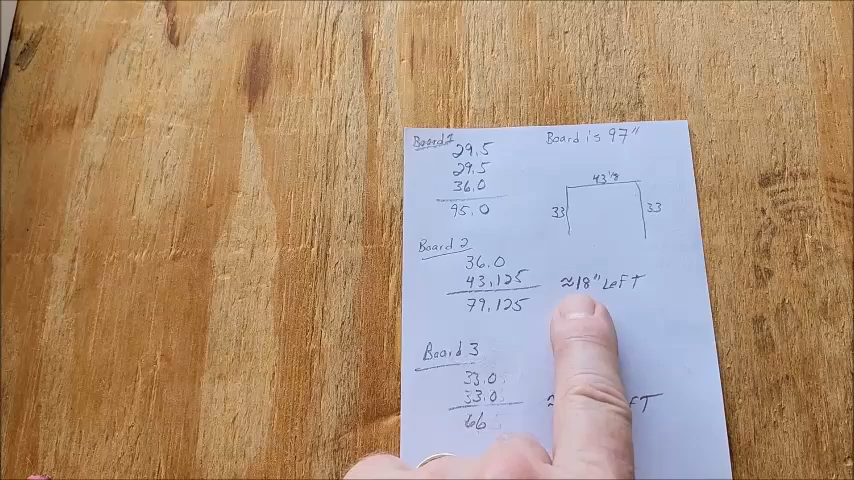 Board 1
Board is 97"
29.5
29.5
36.0
95.0
43 1/8
33
33
Board 2
36.0
43.125
79.125
≈18" LeFT
Board 3
33.0
33.0
66
≈
FT